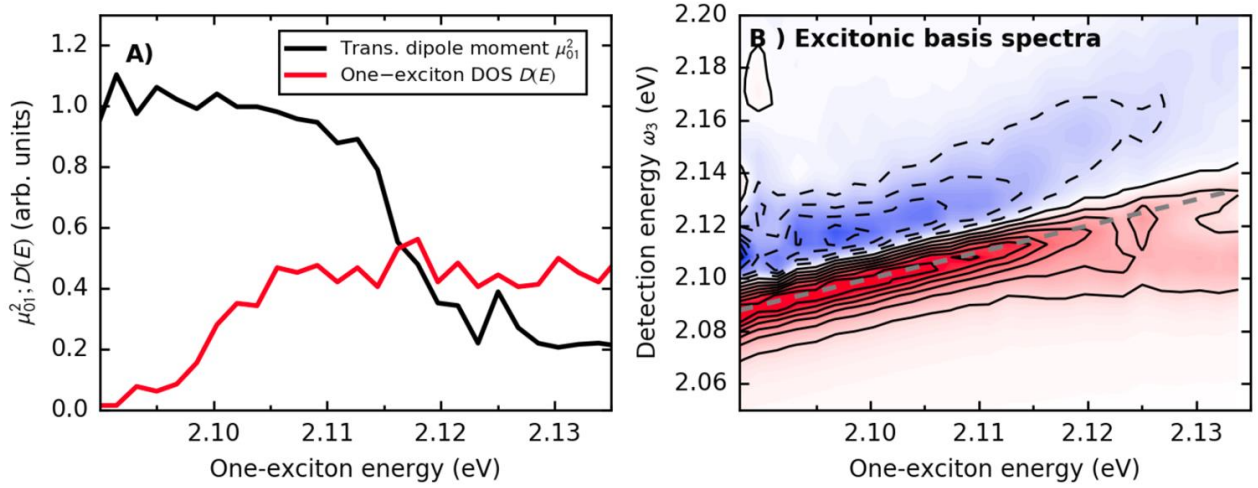 A)
Trans. dipole moment μ²₀₁
One−exciton DOS D(E)
μ²₀₁, D(E) (arb. units)
1.2
1.0
0.8
0.6
0.4
0.2
0.0
2.10 2.11 2.12 2.13
One-exciton energy (eV)
B ) Excitonic basis spectra
Detection energy ω₃ (eV)
2.20
2.18
2.16
2.14
2.12
2.10
2.08
2.06
2.10 2.11 2.12 2.13
One-exciton energy (eV)